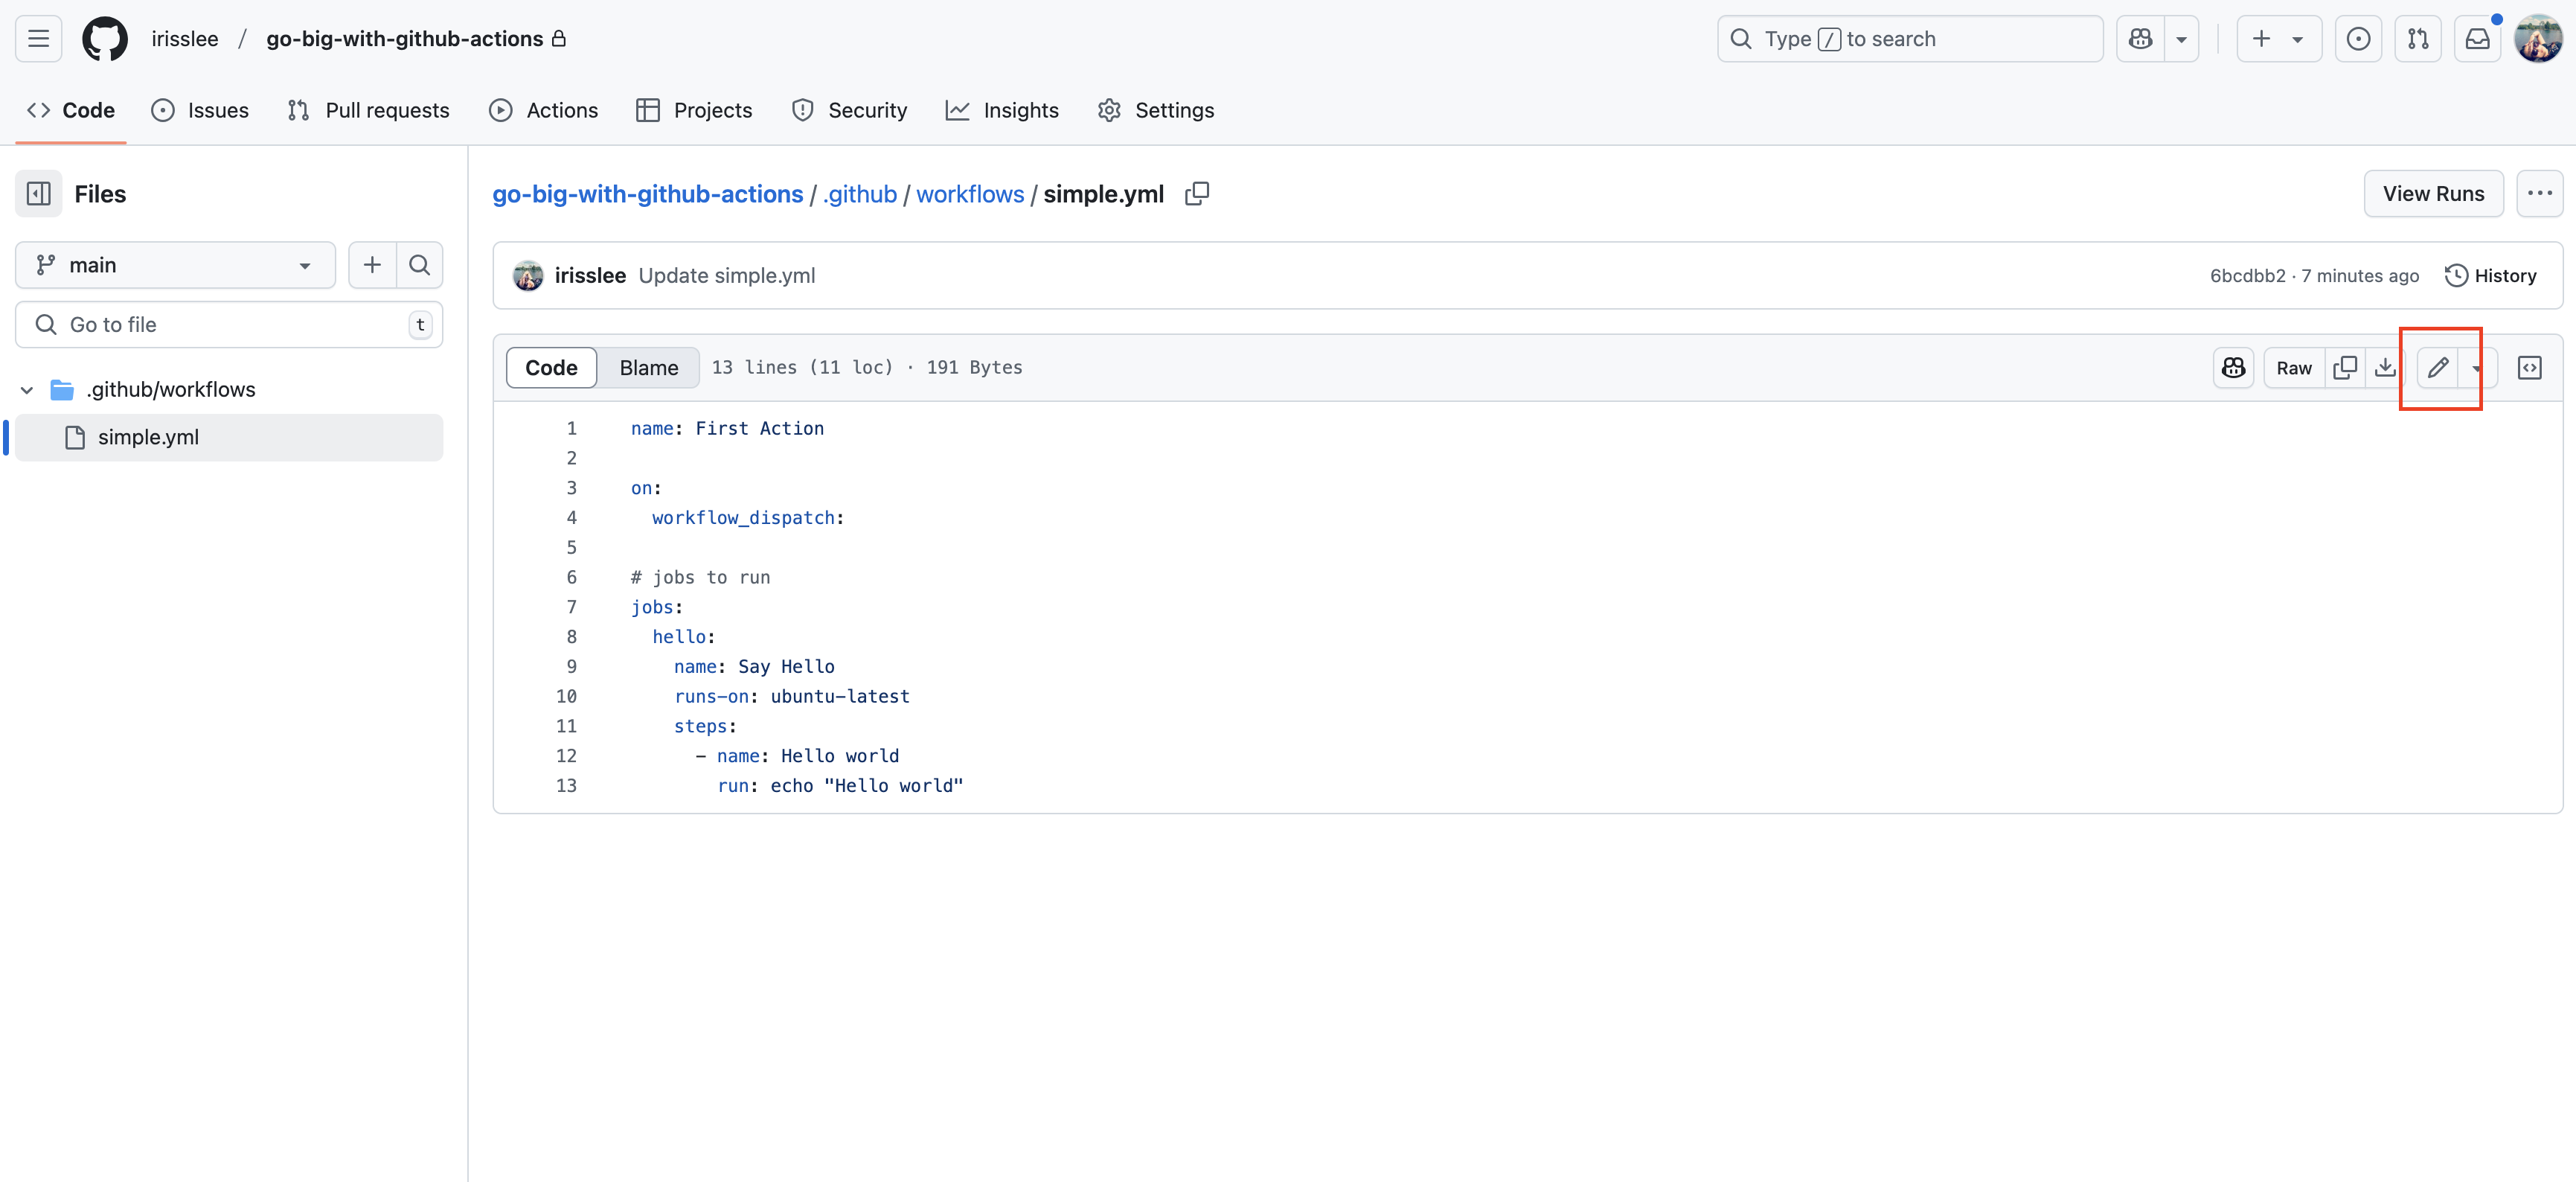 irisslee / go-big-with-github-actions
Type / to search
Code Issues Pull requests Actions Projects Security Insights Settings
Files
main
Go to file t
.github/workflows
simple.yml
go-big-with-github-actions / .github / workflows / simple.yml
View Runs
irisslee Update simple.yml
6bcdbb2 · 7 minutes ago History
Code Blame 13 lines (11 loc) · 191 Bytes
Raw
1 name: First Action
2
3 on:
4 workflow_dispatch:
5
6 # jobs to run
7 jobs:
8 hello:
9 name: Say Hello
10 runs-on: ubuntu-latest
11 steps:
12 - name: Hello world
13 run: echo "Hello world"